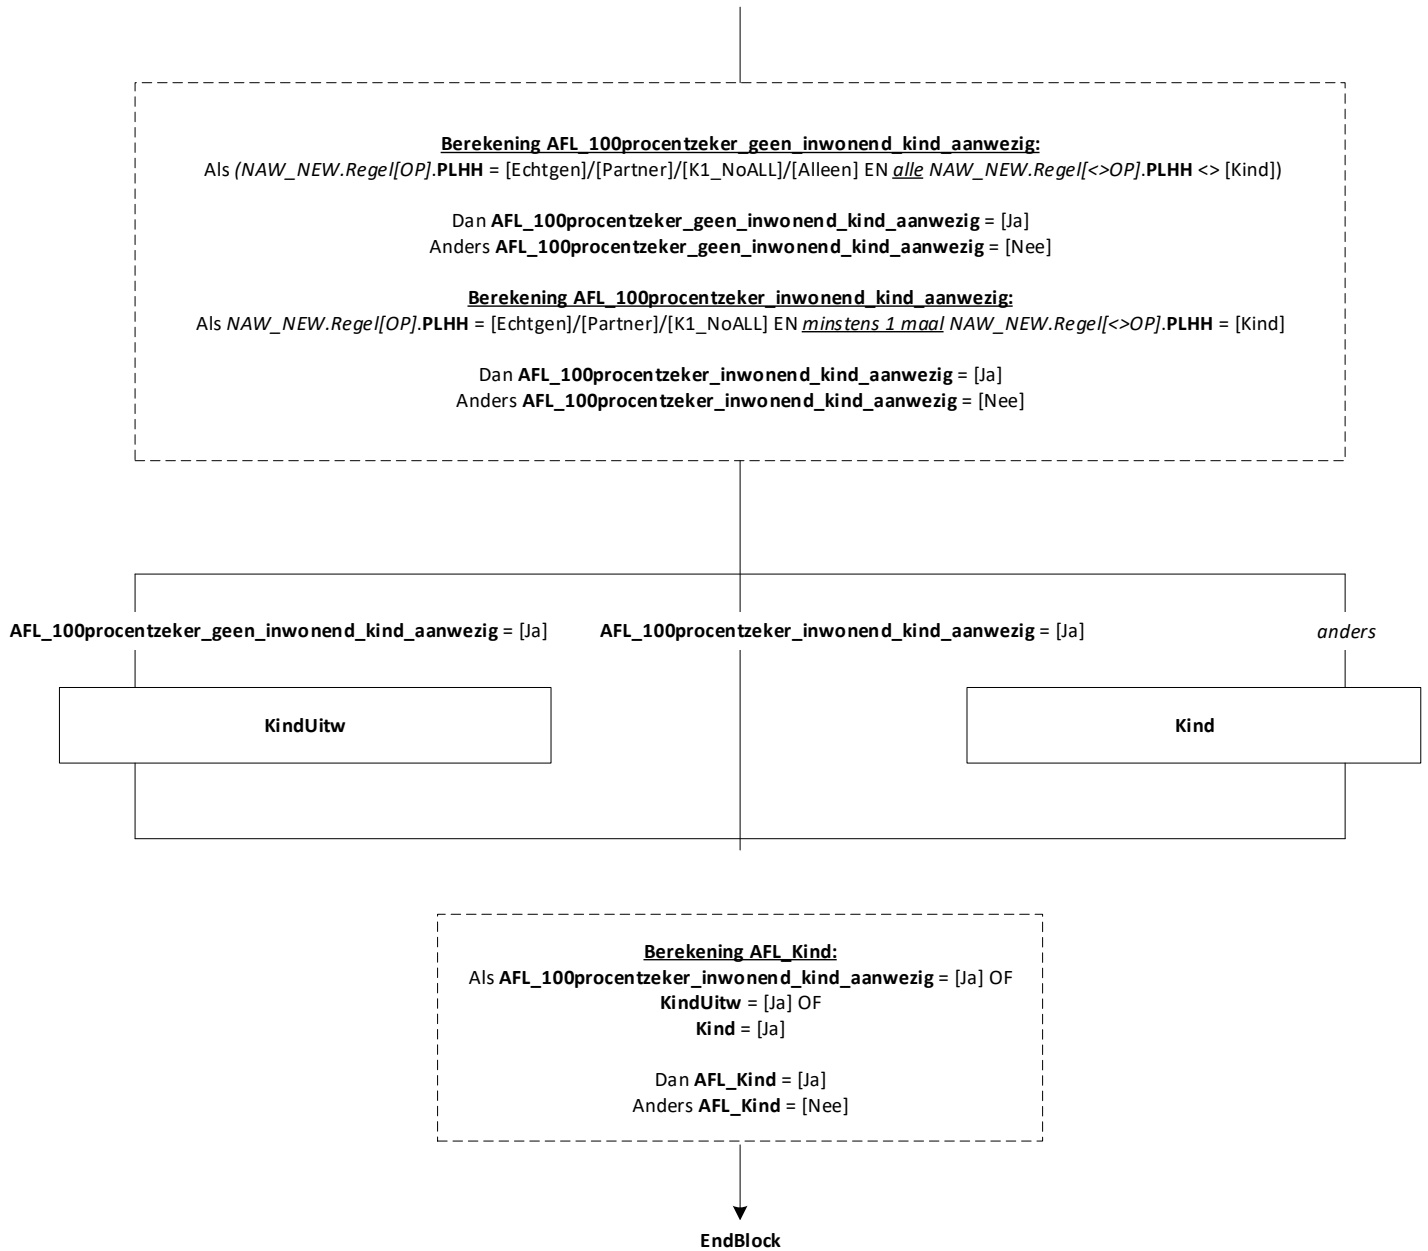 Berekening AFL_100procentzeker_geen_inwonend_kind_aanwezig:
Als (NAW_NEW.Regel[OP].PLHH = [Echtgen]/[Partner]/[K1_NoALL]/[Alleen] EN alle NAW_NEW.Regel[<>OP].PLHH <> [Kind])
Dan AFL_100procentzeker_geen_inwonend_kind_aanwezig = [Ja]
Anders AFL_100procentzeker_geen_inwonend_kind_aanwezig = [Nee]
Berekening AFL_100procentzeker_inwonend_kind_aanwezig:
Als NAW_NEW.Regel[OP].PLHH = [Echtgen]/[Partner]/[K1_NoALL] EN minstens 1 maal NAW_NEW.Regel[<>OP].PLHH = [Kind]
Dan AFL_100procentzeker_inwonend_kind_aanwezig = [Ja]
Anders AFL_100procentzeker_inwonend_kind_aanwezig = [Nee]
AFL_100procentzeker_geen_inwonend_kind_aanwezig = [Ja]
AFL_100procentzeker_inwonend_kind_aanwezig = [Ja]
anders
KindUitw
Kind
Berekening AFL_Kind:
Als AFL_100procentzeker_inwonend_kind_aanwezig = [Ja] OF
KindUitw = [Ja] OF
Kind = [Ja]
Dan AFL_Kind = [Ja]
Anders AFL_Kind = [Nee]
EndBlock